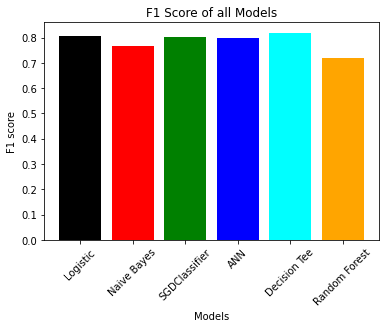 F1 Score of all Models
F1 score
0.8
0.7
0.6
0.5
0.4
0.3
0.2
0.1
0.0
Logistic
Naive Bayes
SGDClassifier
ANN
Decision Tee
Random Forest
Models